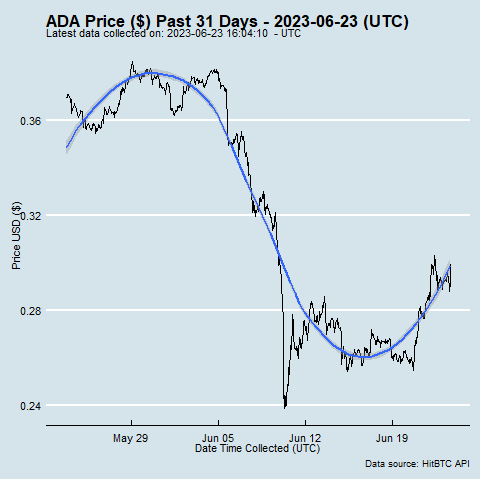 ADA Price ($) Past 31 Days - 2023-06-23 (UTC)
Latest data collected on: 2023-06-23 16:04:10 - UTC
Price USD ($)
0.36
0.32
0.28
0.24
May 29 Jun 05 Jun 12 Jun 19
Date Time Collected (UTC)
Data source: HitBTC API